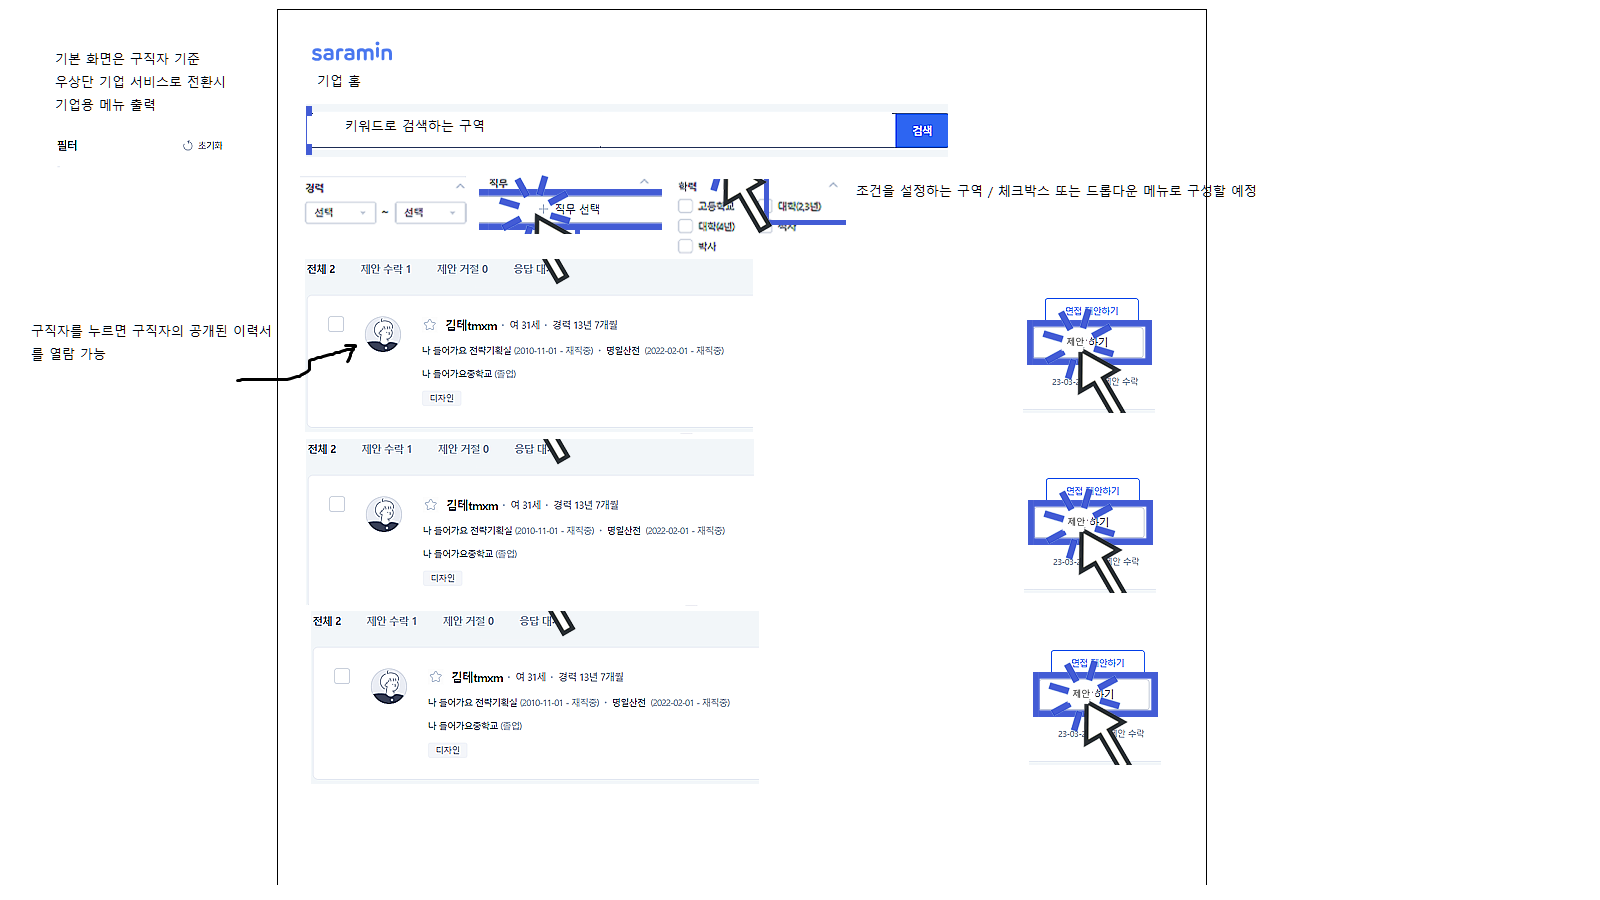 기본 화면은 구직자 기준
우상단 기업 서비스로 전환시
기업용 메뉴 출력
필터
초기화
saramin
기업 홈
키워드로 검색하는 구역
검색
경력
선택 ~ 선택
직무
+ 직무 선택
학력
고등학교
대학(2,3년)
대학(4년)
박사
조건을 설정하는 구역 / 체크박스 또는 드롭다운 메뉴로 구성할 예정
구직자를 누르면 구직자의 공개된 이력서
를 열람 가능
전체 2 제안 수락 1 제안 거절 0 응답
김테tmxm · 여 31세 · 경력 13년 7개월
나 들어가요 전략기획실 (2010-11-01 - 재직중) · 명월산전 (2022-02-01 - 재직중)
나 들어가요중학교 (졸업)
디자인
면접 제안하기
제안 하기
23-03- 제안 수락
전체 2 제안 수락 1 제안 거절 0 응답
김테tmxm · 여 31세 · 경력 13년 7개월
나 들어가요 전략기획실 (2010-11-01 - 재직중) · 명월산전 (2022-02-01 - 재직중)
나 들어가요중학교 (졸업)
디자인
면접 제안하기
제안 하기
23-03- 제안 수락
전체 2 제안 수락 1 제안 거절 0 응답
김테tmxm · 여 31세 · 경력 13년 7개월
나 들어가요 전략기획실 (2010-11-01 - 재직중) · 명월산전 (2022-02-01 - 재직중)
나 들어가요중학교 (졸업)
디자인
면접 제안하기
제안 하기
23-03- 제안 수락